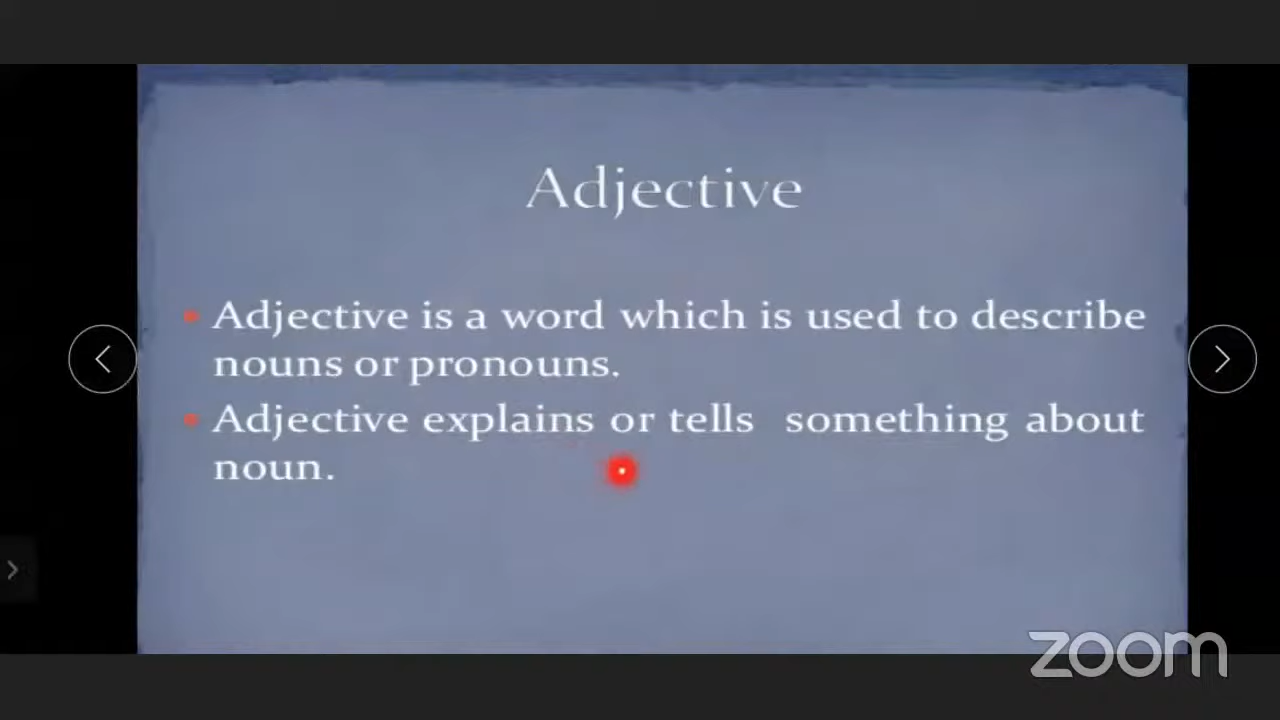 Adjective
Adjective is a word which is used to describe
nouns or pronouns.
Adjective explains or tells something about
noun.
zoom